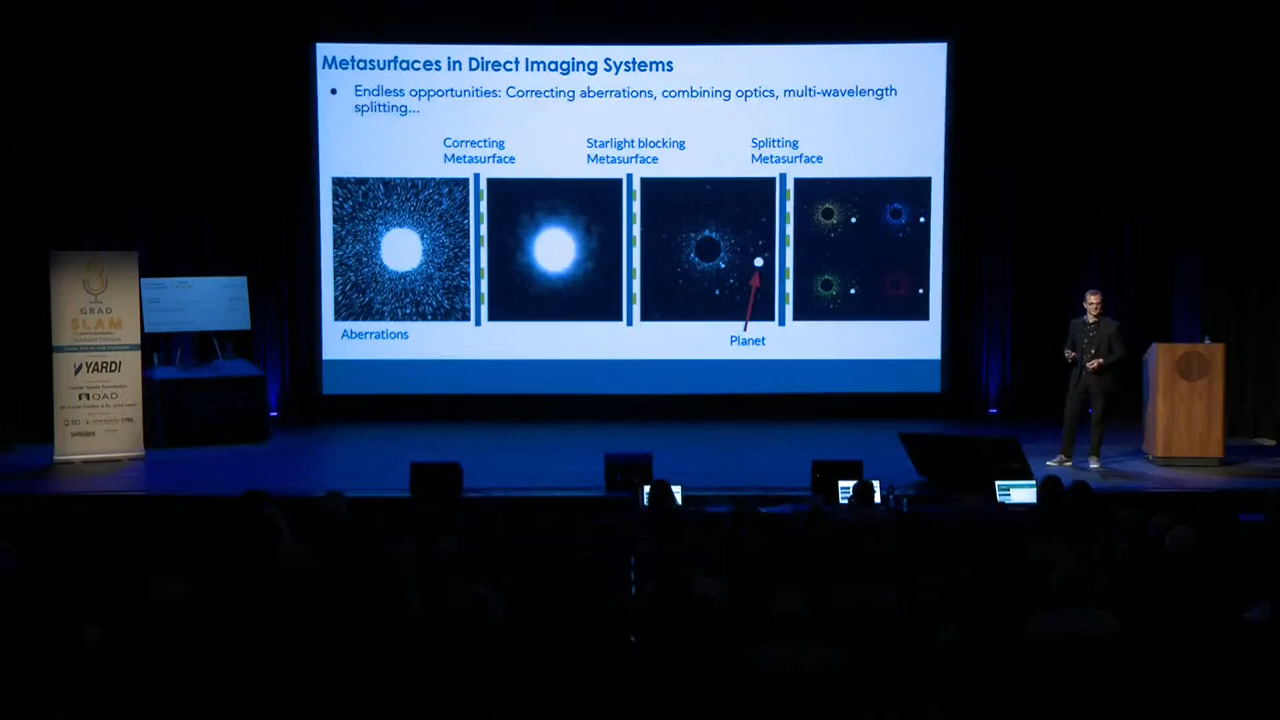 Metasurfaces in Direct Imaging Systems
• Endless opportunities: Correcting aberrations, combining optics, multi-wavelength
splitting...
Correcting
Metasurface
Starlight blocking
Metasurface
Splitting
Metasurface
Aberrations
Planet
GRAD
SLAM
YARDI
QAD